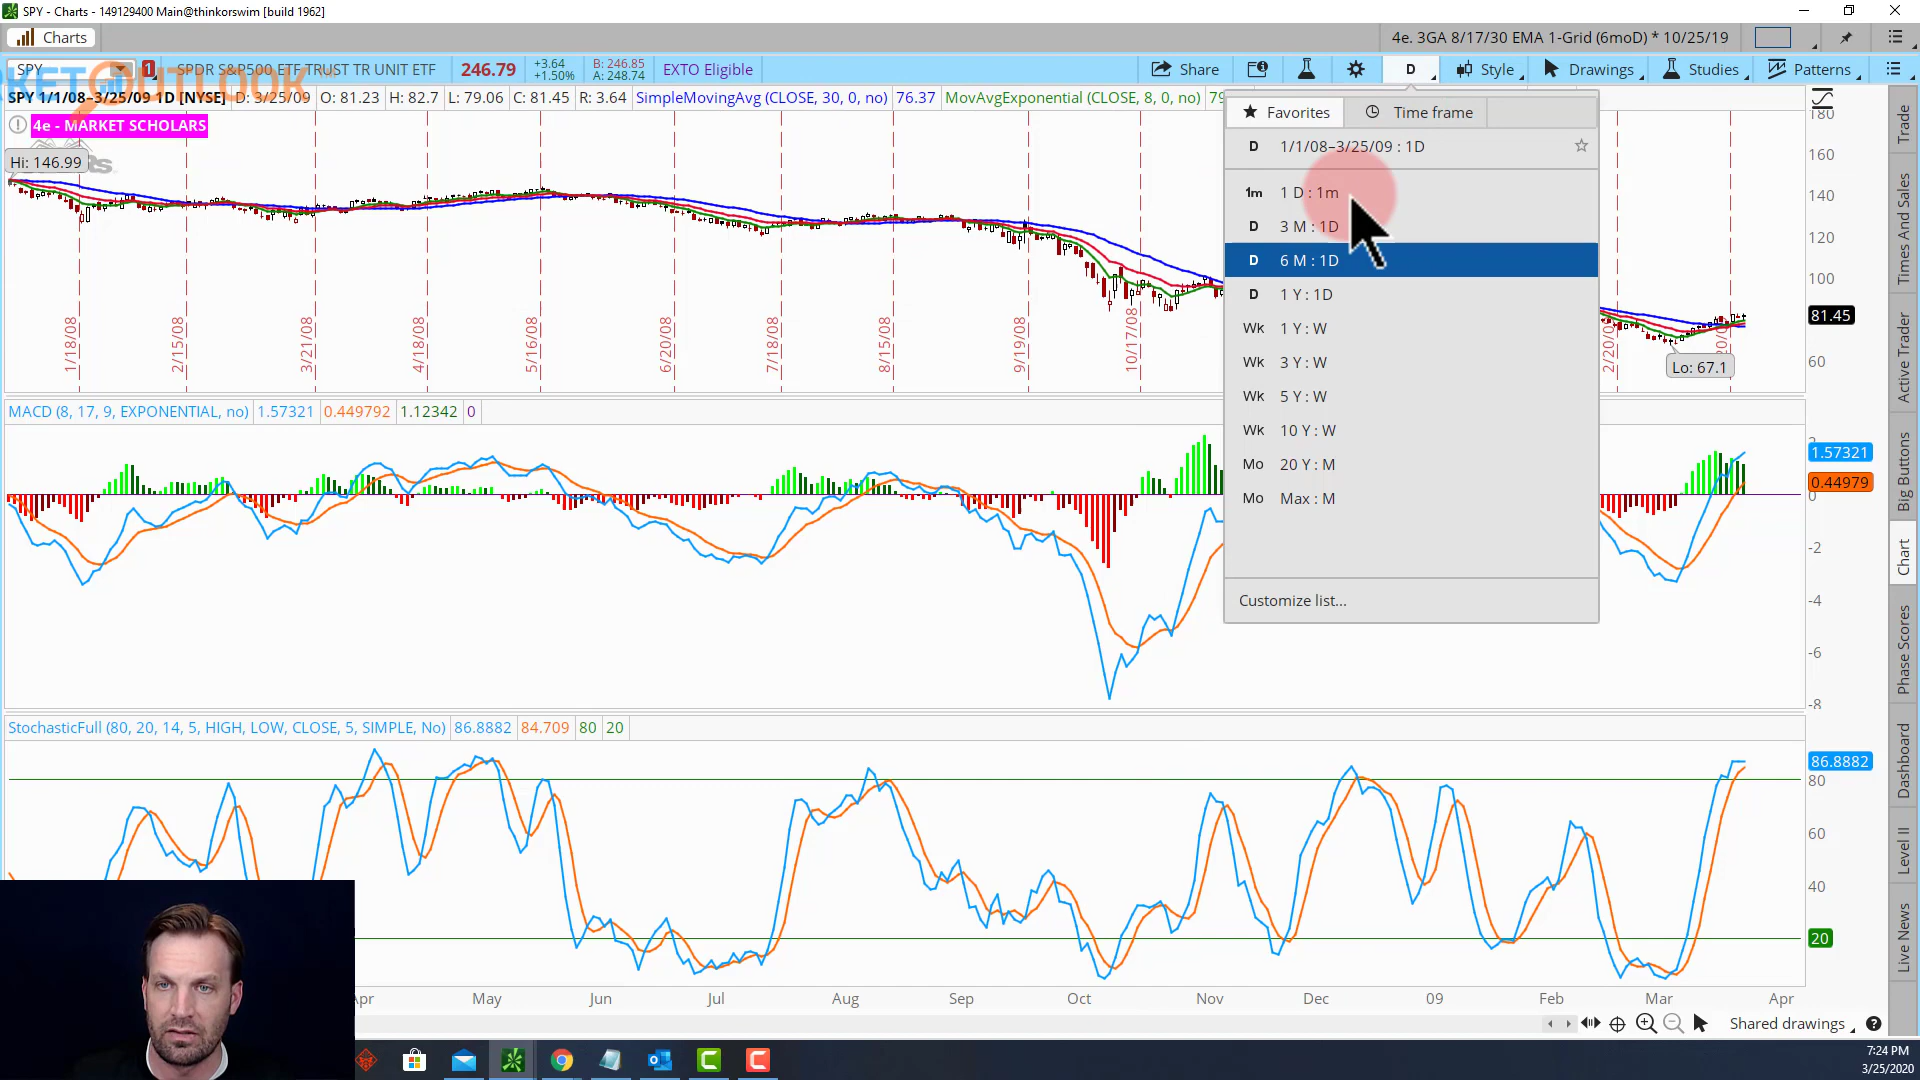 SPY - Charts - 149129400 Main@thinkorswim [build 1962]
Charts
4e. 3GA 8/17/30 EMA 1-Grid (6moD) * 10/25/19
SPY
1
SPDR S&P500 ETF TRUST TR UNIT ETF
246.79
+3.64
+1.50%
B: 246.85
A: 248.74
EXTO Eligible
Share
D
Style
Drawings
Studies
Patterns
SPY 1/1/08–3/25/09 1D [NYSE]
D: 3/25/09
O: 81.23
H: 82.7
L: 79.06
C: 81.45
R: 3.64
SimpleMovingAvg (CLOSE, 30, 0, no)
76.37
MovAvgExponential (CLOSE, 8, 0, no)
4e - MARKET SCHOLARS
Hi: 146.99
Favorites
Time frame
D 1/1/08–3/25/09 : 1D
1m 1 D : 1m
D 3 M : 1D
D 6 M : 1D
D 1 Y : 1D
Wk 1 Y : W
Wk 3 Y : W
Wk 5 Y : W
Wk 10 Y : W
Mo 20 Y : M
Mo Max : M
Customize list...
180
160
140
120
100
81.45
60
Lo: 67.1
1/18/08
2/15/08
3/21/08
4/18/08
5/16/08
6/20/08
7/18/08
8/15/08
9/19/08
10/17/08
MACD (8, 17, 9, EXPONENTIAL, no)
1.57321
0.449792
1.12342
0
2
1.57321
0.44979
0
-2
-4
-6
-8
StochasticFull (80, 20, 14, 5, HIGH, LOW, CLOSE, 5, SIMPLE, No)
86.8882
84.709
80
20
86.8882
80
60
40
20
May
Jun
Jul
Aug
Sep
Oct
Nov
Dec
09
Feb
Mar
Apr
Shared drawings
Trade
Times And Sales
Active Trader
Big Buttons
Chart
Phase Scores
Dashboard
Level II
Live News
7:24 PM
3/25/2020